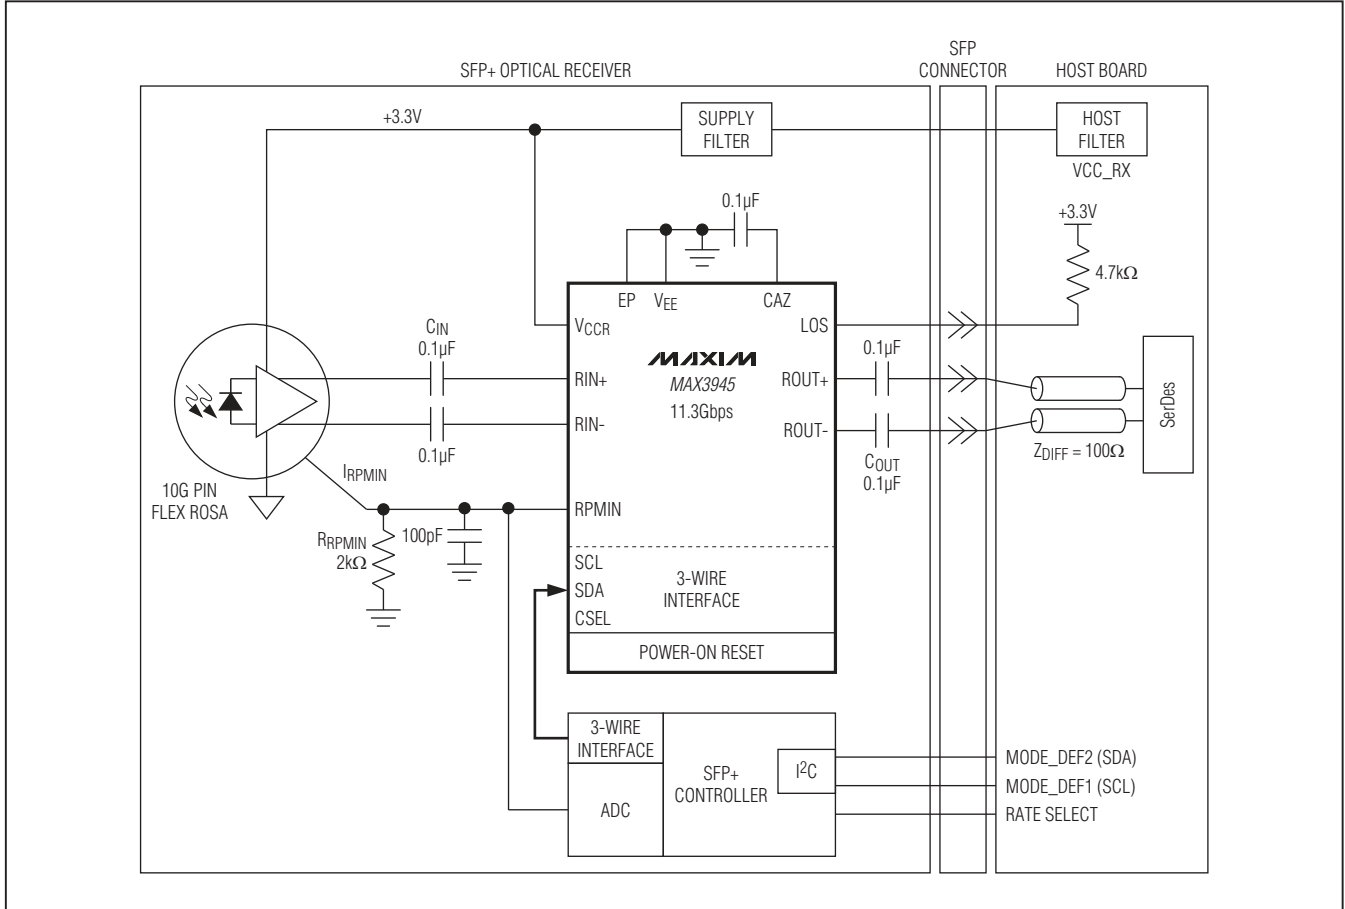 SFP+ OPTICAL RECEIVER
SFP
CONNECTOR
HOST BOARD
+3.3V
SUPPLY
FILTER
HOST
FILTER
VCC_RX
0.1µF
+3.3V
4.7kΩ
EP
VEE
CAZ
VCCR
LOS
CIN
0.1µF
MAXIM
MAX3945
11.3Gbps
RIN+
ROUT+
0.1µF
RIN-
ROUT-
0.1µF
COUT
0.1µF
ZDIFF = 100Ω
SerDes
10G PIN
FLEX ROSA
IRPMIN
RPMIN
RRPMIN
2kΩ
100pF
SCL
SDA
CSEL
3-WIRE
INTERFACE
POWER-ON RESET
3-WIRE
INTERFACE
ADC
SFP+
CONTROLLER
I2C
MODE_DEF2 (SDA)
MODE_DEF1 (SCL)
RATE SELECT